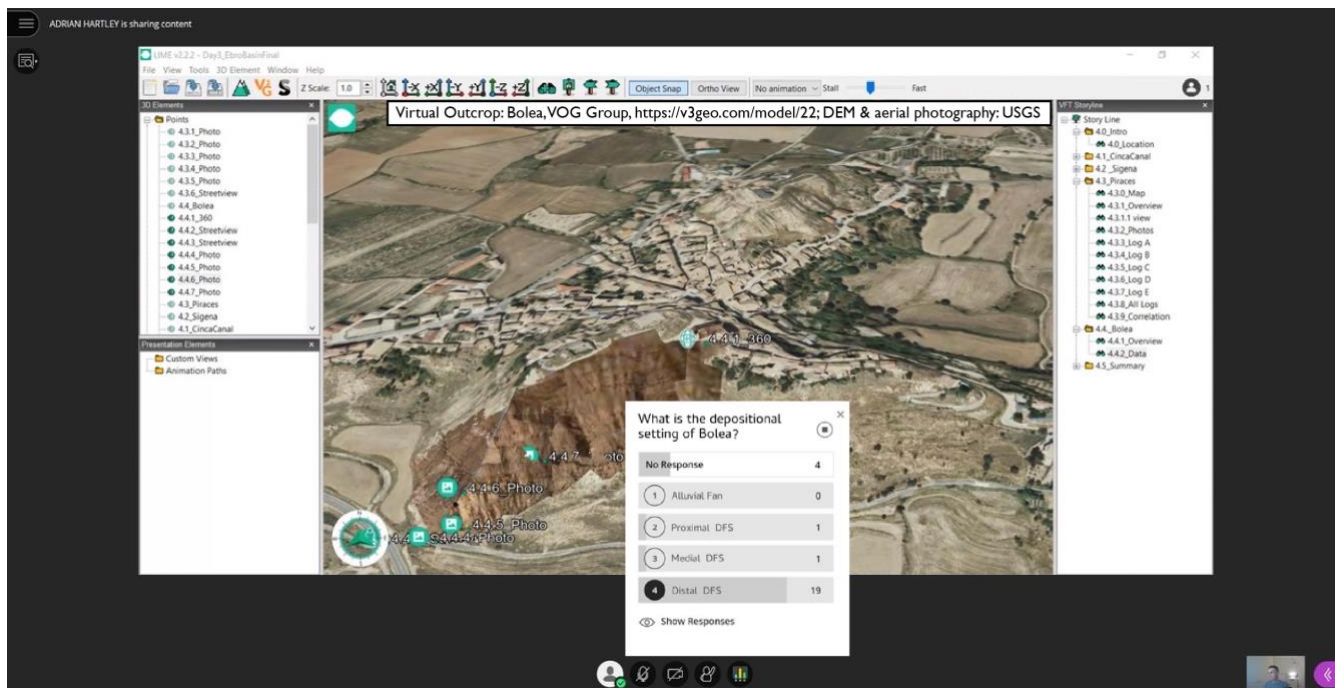 ADRIAN HARTLEY is sharing content
LIME v2.2.2 - Day3_EbroBasinFinal
File View Tools 3D Element Window Help
Z Scale: 1.0 Object Snap Ortho View No animation Stall Fast 1
3D Elements
Points
4.3.1_Photo
4.3.2_Photo
4.3.3_Photo
4.3.4_Photo
4.3.5_Photo
4.3.6_Streetview
4.4_Bolea
4.4.1_360
4.4.2_Streetview
4.4.3_Streetview
4.4.4_Photo
4.4.5_Photo
4.4.6_Photo
4.4.7_Photo
4.3_Piraces
4.2_Sigena
4.1_CincaCanal
Presentation Elements
Custom Views
Animation Paths
Virtual Outcrop: Bolea, VOG Group, https://v3geo.com/model/22; DEM & aerial photography: USGS
4.4.1_360
4.4.7
oto
4.4.6_Photo
4.4.5_Photo
What is the depositional
setting of Bolea?
No Response 4
1 Alluvial Fan 0
2 Proximal DFS 1
3 Medial DFS 1
4 Distal DFS 19
Show Responses
VFT Storyline
Story Line
4.0_Intro
4.0_Location
4.1_CincaCanal
4.2 _Sigena
4.3_Piraces
4.3.0_Map
4.3.1_Overview
4.3.1.1 view
4.3.2_Photos
4.3.3_Log A
4.3.4_Log B
4.3.5_Log C
4.3.6_Log D
4.3.7_Log E
4.3.8_All Logs
4.3.9_Correlation
4.4._Bolea
4.4.1_Overview
4.4.2_Data
4.5_Summary